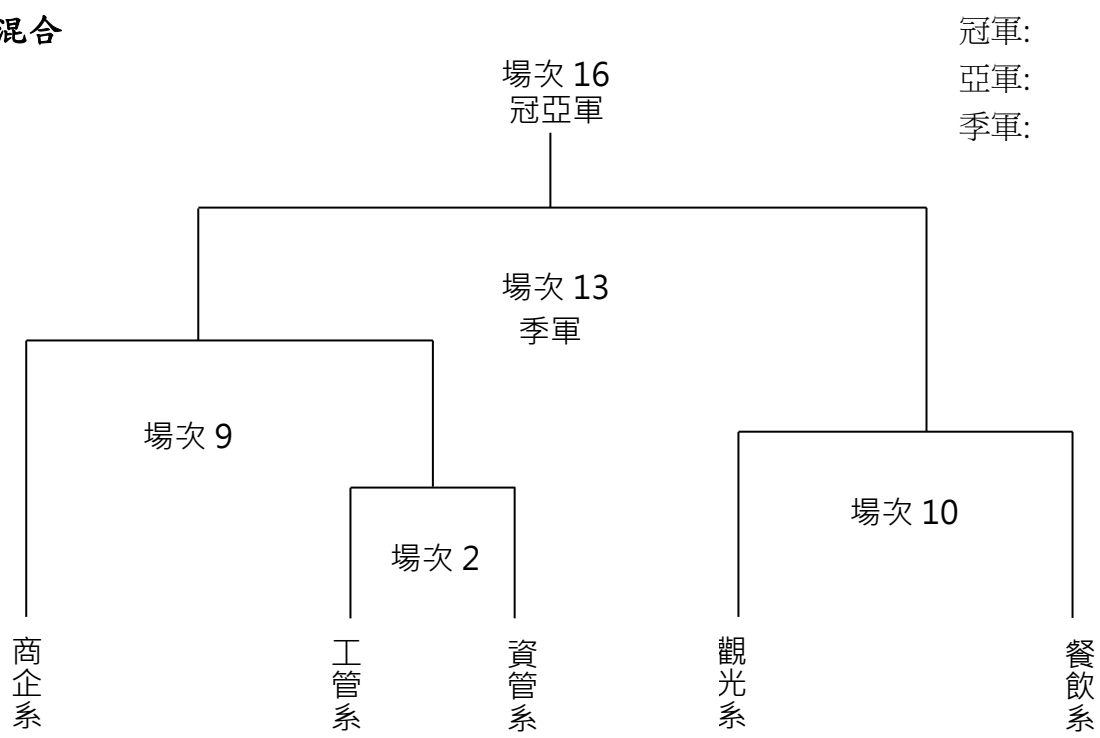 混合
冠軍:
亞軍:
季軍:
場次 16
冠亞軍
場次 13
季軍
場次 9
場次 10
場次 2
商企系
工管系
資管系
觀光系
餐飲系